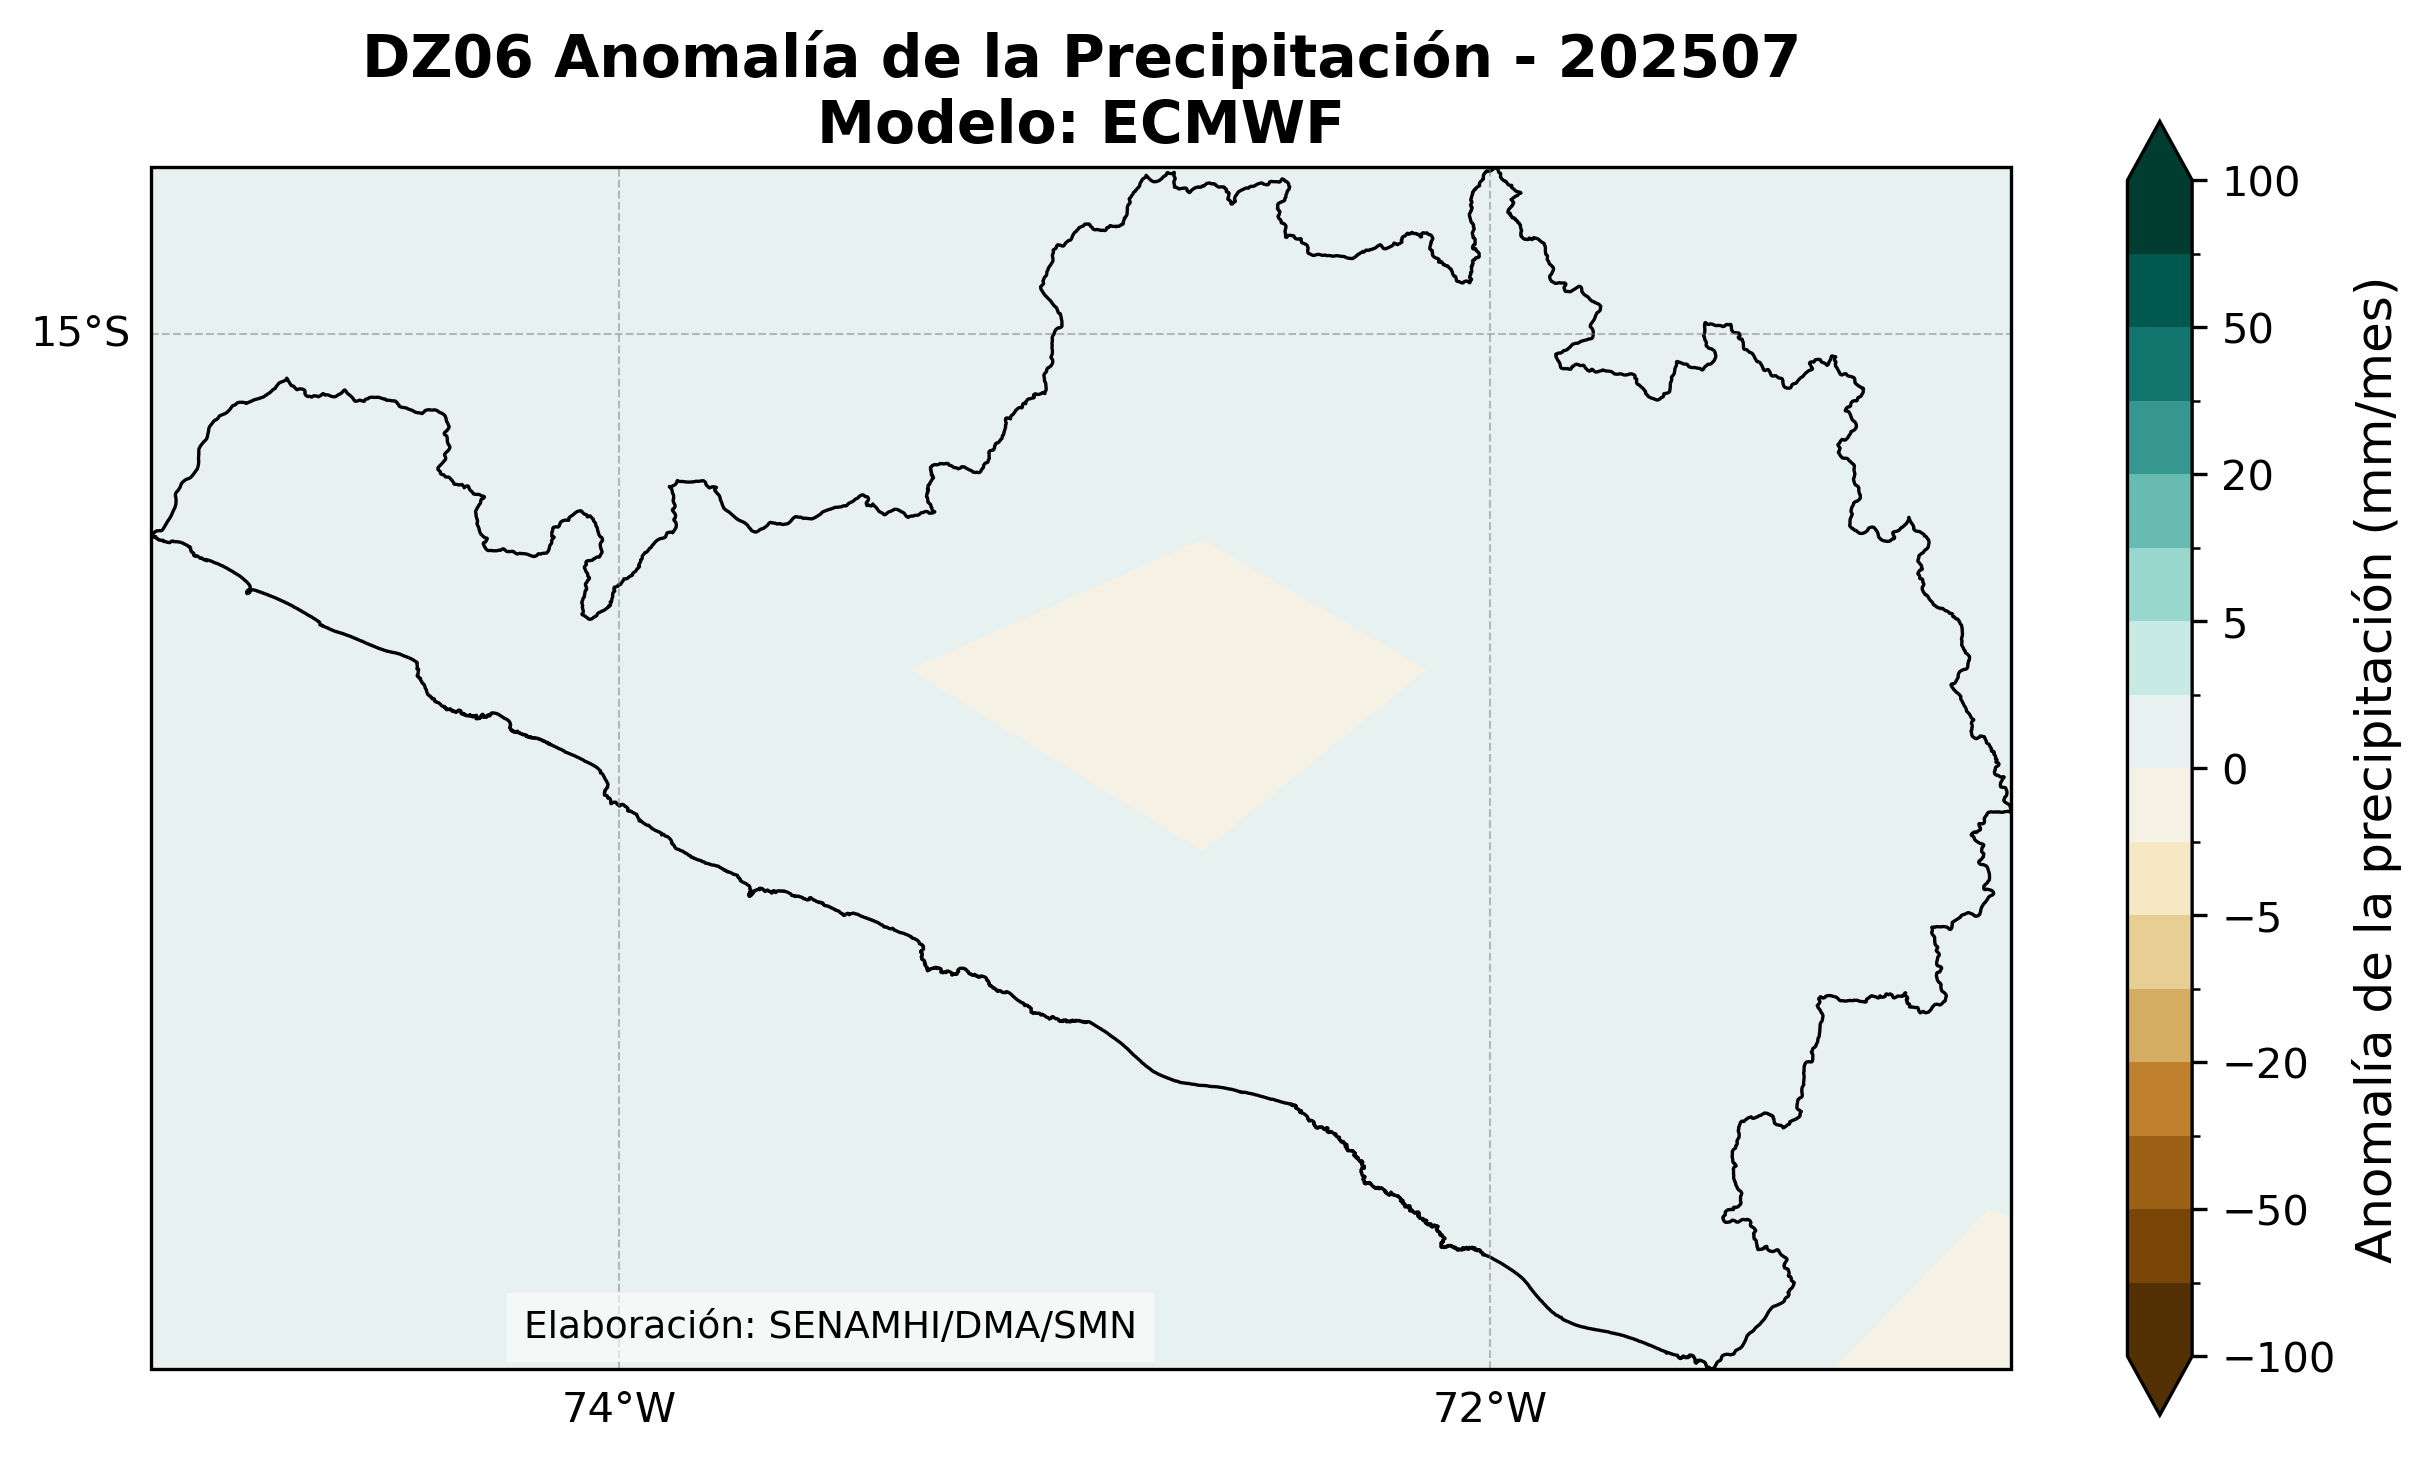 DZ06 Anomalía de la Precipitación - 202507
Modelo: ECMWF
15°S
74°W
72°W
Elaboración: SENAMHI/DMA/SMN
100
50
20
5
0
−5
−20
−50
−100
Anomalía de la precipitación (mm/mes)